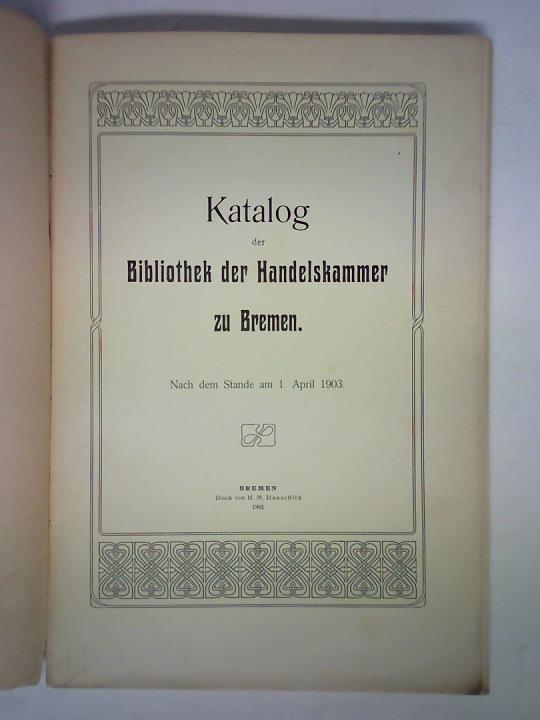 Katalog
der
Bibliothek der Handelskammer
zu Bremen.
Nach dem Stande am 1. April 1903.
BREMEN
Druck von H. M. Hauschild
1903.